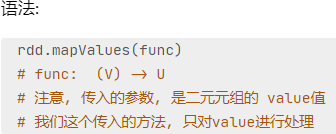 语法:
rdd.mapValues(func)
# func: (V) → U
# 注意, 传入的参数, 是二元元组的 value值
# 我们这个传入的方法, 只对value进行处理